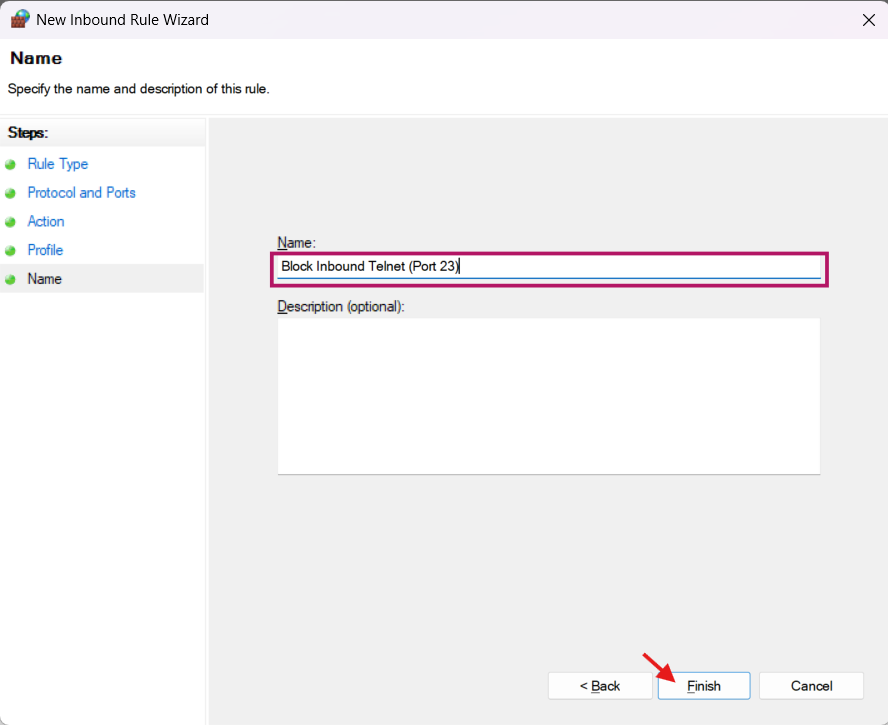 New Inbound Rule Wizard
Name
Specify the name and description of this rule.
Steps:
Rule Type
Protocol and Ports
Action
Profile
Name
Name:
Block Inbound Telnet (Port 23)
Description (optional):
< Back
Finish
Cancel